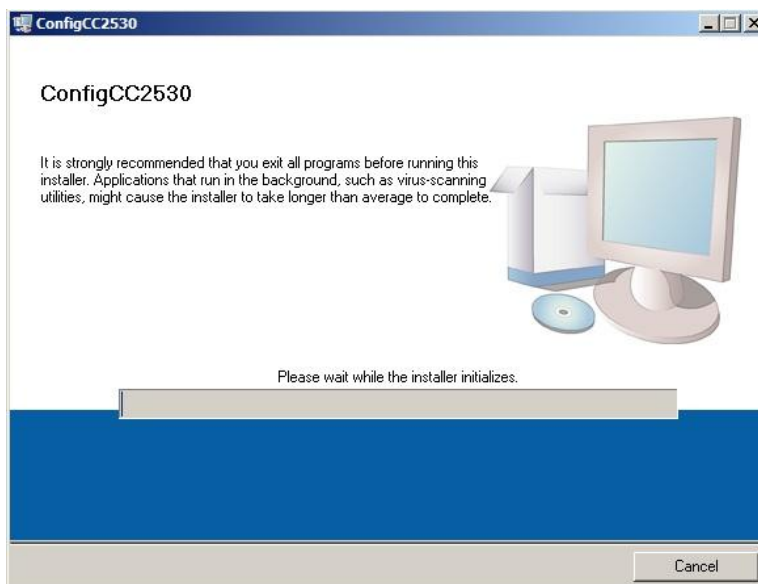 ConfigCC2530
ConfigCC2530
It is strongly recommended that you exit all programs before running this
installer. Applications that run in the background, such as virus-scanning
utilities, might cause the installer to take longer than average to complete.
Please wait while the installer initializes.
Cancel